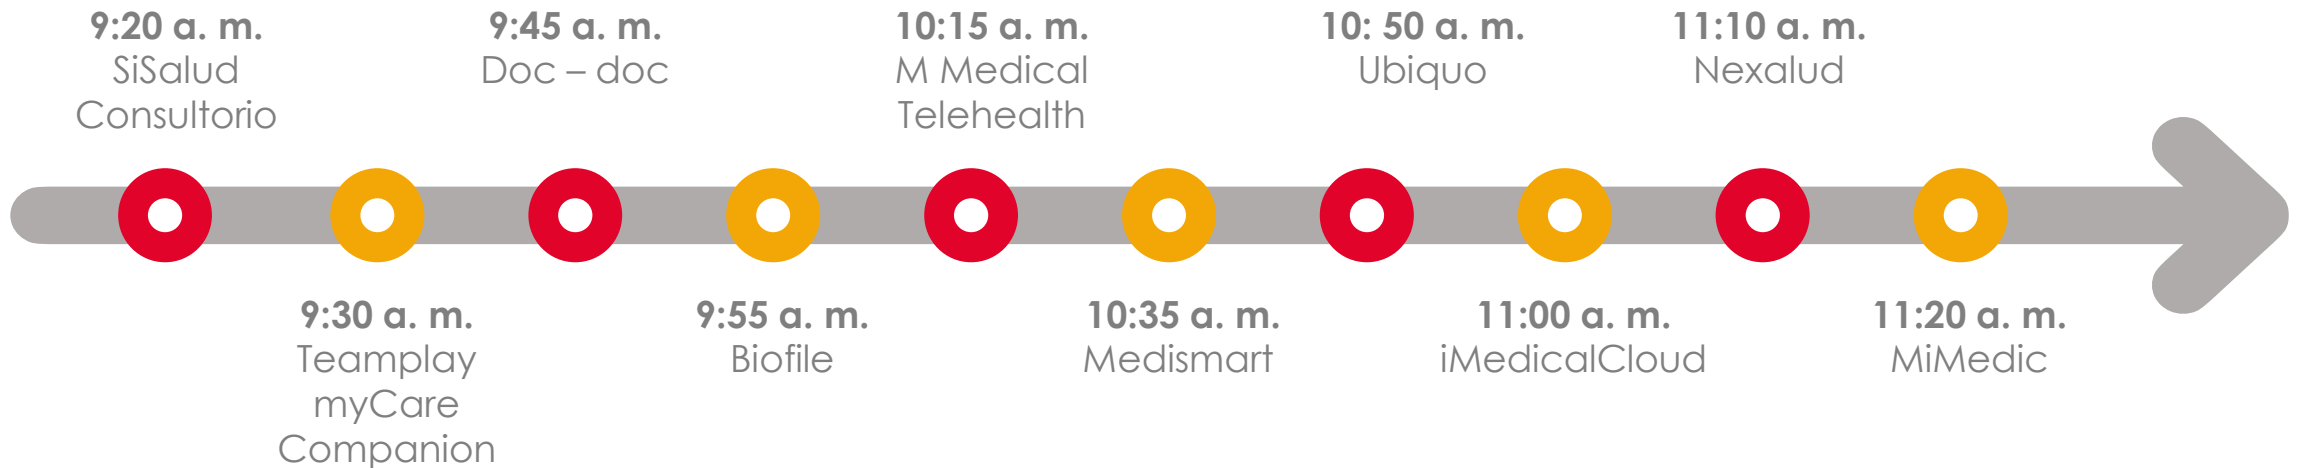 9:20 a. m.
SiSalud
Consultorio
9:30 a. m.
Teamplay
myCare
Companion
9:45 a. m.
Doc – doc
9:55 a. m.
Biofile
10:15 a. m.
M Medical
Telehealth
10:35 a. m.
Medismart
10: 50 a. m.
Ubiquo
11:00 a. m.
iMedicalCloud
11:10 a. m.
Nexalud
11:20 a. m.
MiMedic